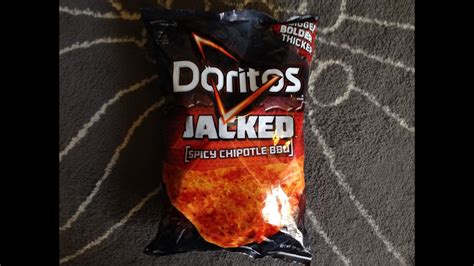 BIGGER
BOLDER
THICKER
Doritos
JACKED
[SPICY CHIPOTLE BBQ]